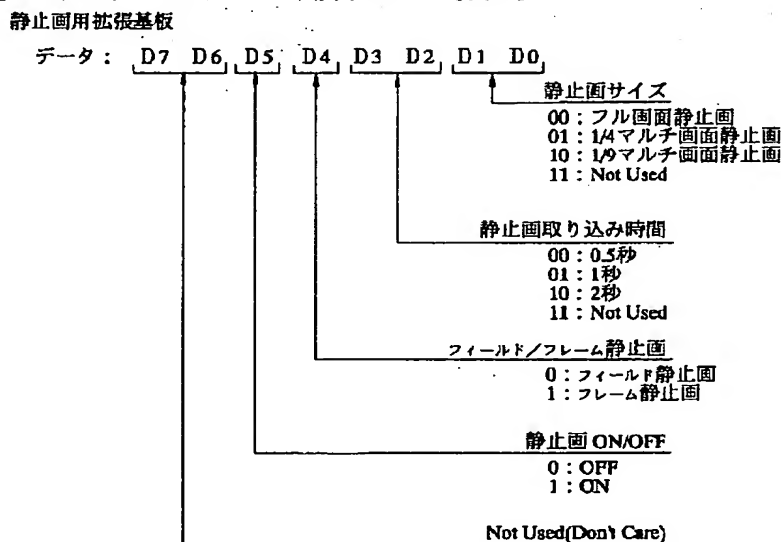 静止画用拡張基板
データ： D7 D6 D5 D4 D3 D2 D1 D0
静止画サイズ
00：フル画面静止画
01：1/4マルチ画面静止画
10：1/9マルチ画面静止画
11：Not Used
静止画取り込み時間
00：0.5秒
01：1秒
10：2秒
11：Not Used
フィールド／フレーム静止画
0：フィールド静止画
1：フレーム静止画
静止画 ON/OFF
0：OFF
1：ON
Not Used(Don't Care)